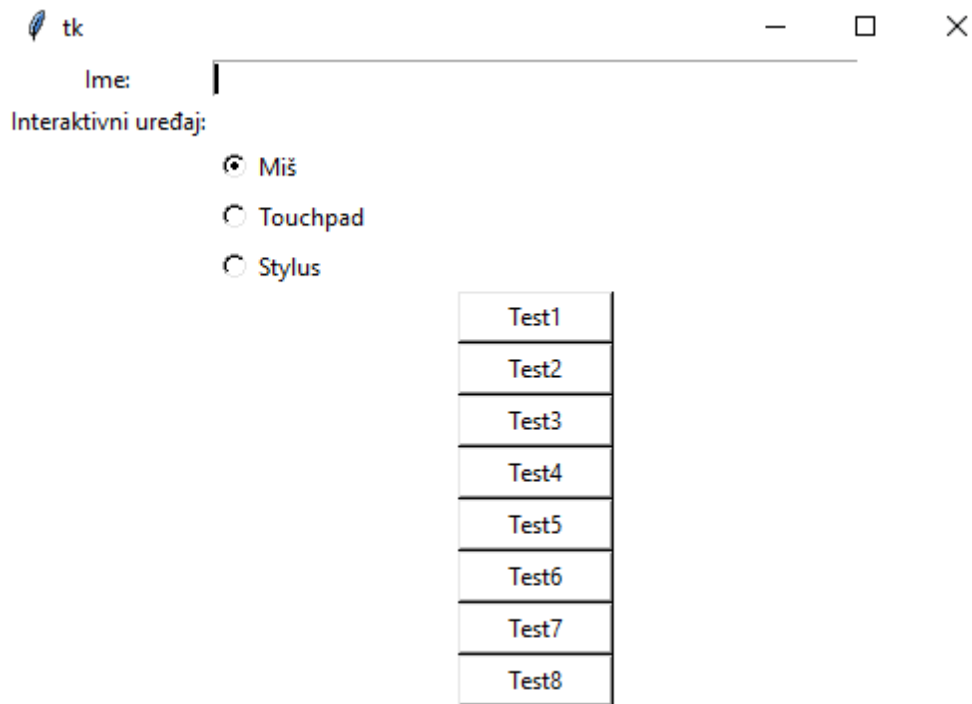 tk
Ime:
Interaktivni uređaj:
Miš
Touchpad
Stylus
Test1
Test2
Test3
Test4
Test5
Test6
Test7
Test8